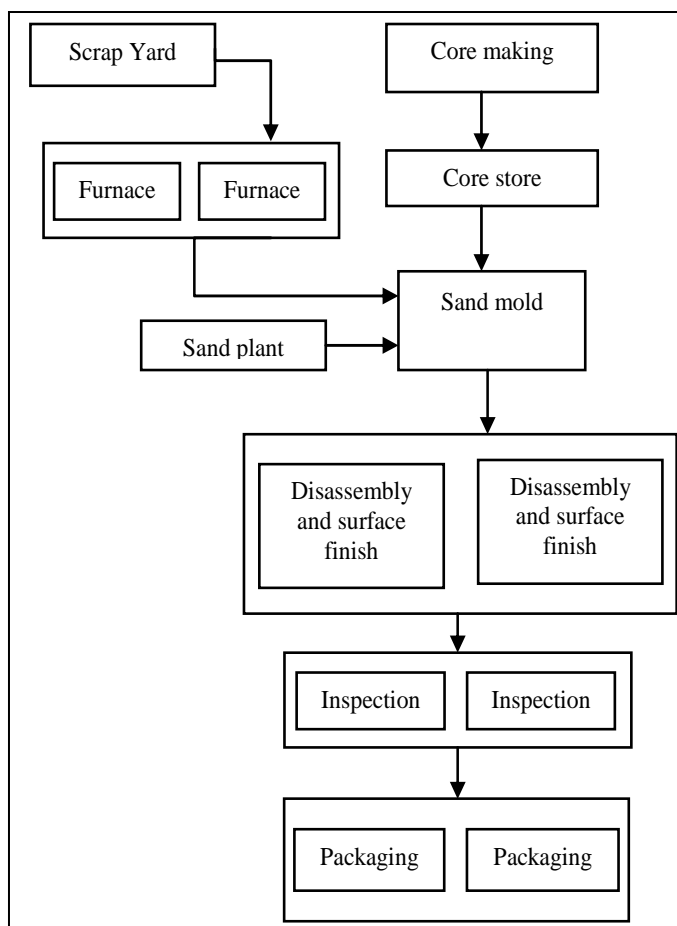 Scrap Yard
Core making
Furnace
Furnace
Core store
Sand mold
Sand plant
Disassembly
and surface
finish
Disassembly
and surface
finish
Inspection
Inspection
Packaging
Packaging